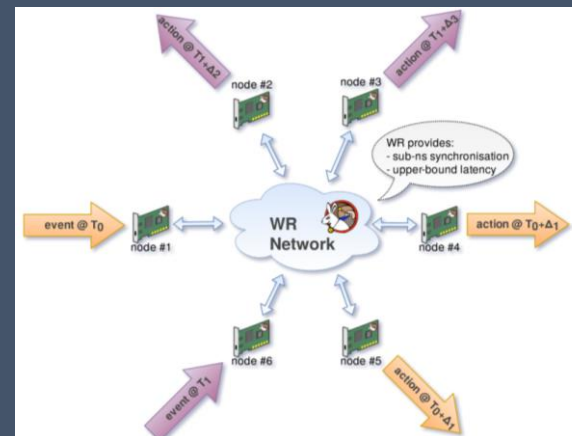 action @ T₁+Δ2
action @ T₁+Δ3
node #2
node #3
WR provides:
- sub-ns synchronisation
- upper-bound latency
event @ T₀
node #1
WR
Network
node #4
action @ T₀+Δ₁
node #6
node #5
event @ T₁
action @ T₀+Δ₁